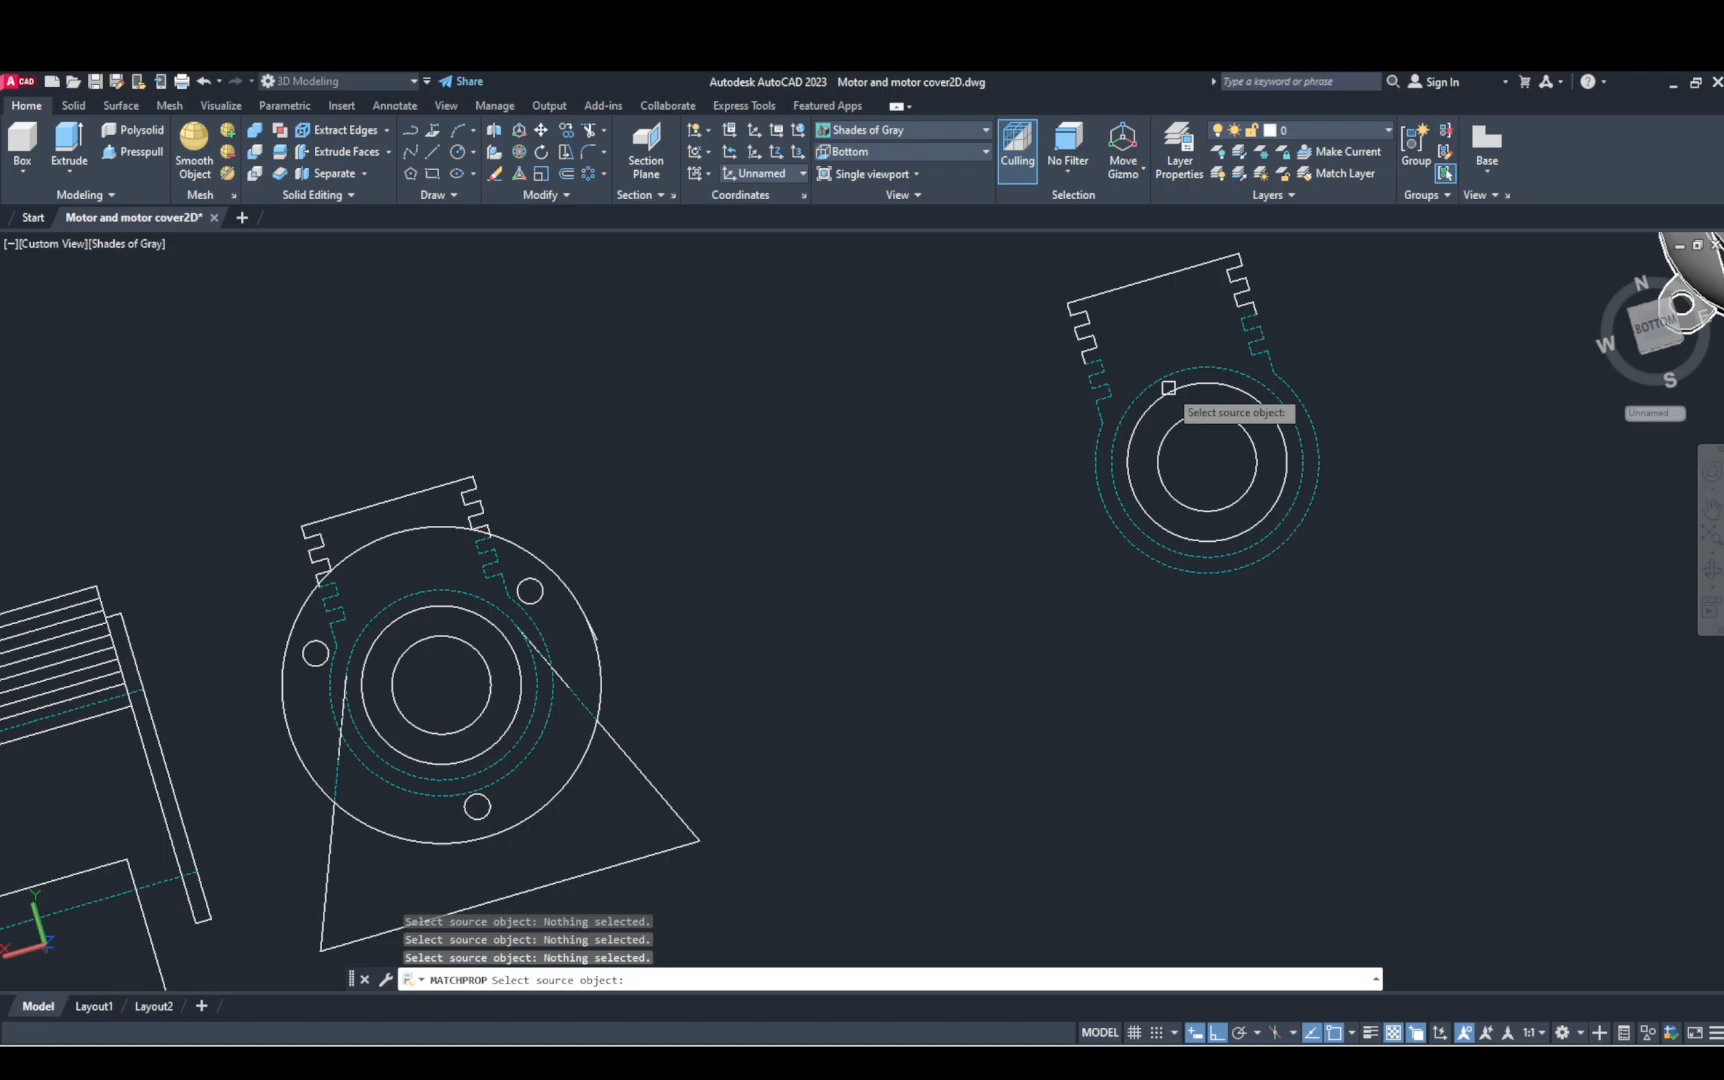 A CAD
3D Modeling
Share
Autodesk AutoCAD 2023 Motor and motor cover2D.dwg
Type a keyword or phrase
Sign In
Home Solid Surface Mesh Visualize Parametric Insert Annotate View Manage Output Add-ins Collaborate Express Tools Featured Apps
Box
Extrude
Polysolid
Presspull
Modeling
Smooth Object
Mesh
Extract Edges
Extrude Faces
Separate
Solid Editing
Draw
Modify
Section Plane
Section
Unnamed
Coordinates
Shades of Gray
Bottom
Single viewport
View
Culling
No Filter
Move Gizmo
Selection
Layer Properties
0
Make Current
Match Layer
Layers
Group
Groups
Base
View
Start Motor and motor cover2D*
[−][Custom View][Shades of Gray]
N
W
BOTTOM
E
S
Unnamed
Select source object:
Y
X
Z
Select source object: Nothing selected.
Select source object: Nothing selected.
Select source object: Nothing selected.
MATCHPROP Select source object:
Model Layout1 Layout2
MODEL
1:1